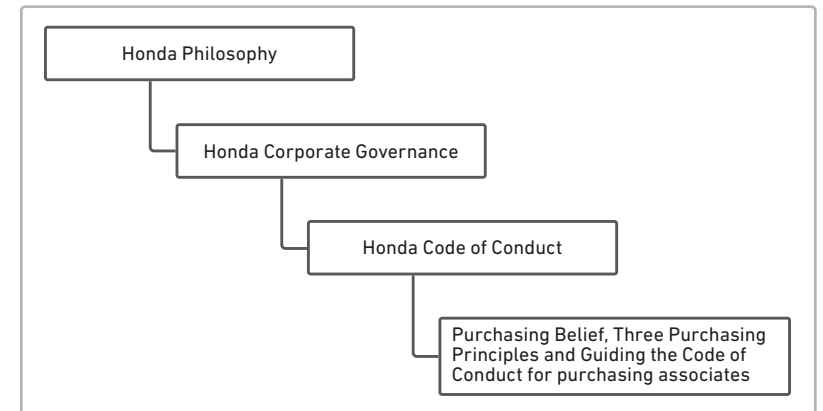 Honda Philosophy
Honda Corporate Governance
Honda Code of Conduct
Purchasing Belief, Three Purchasing
Principles and Guiding the Code of
Conduct for purchasing associates